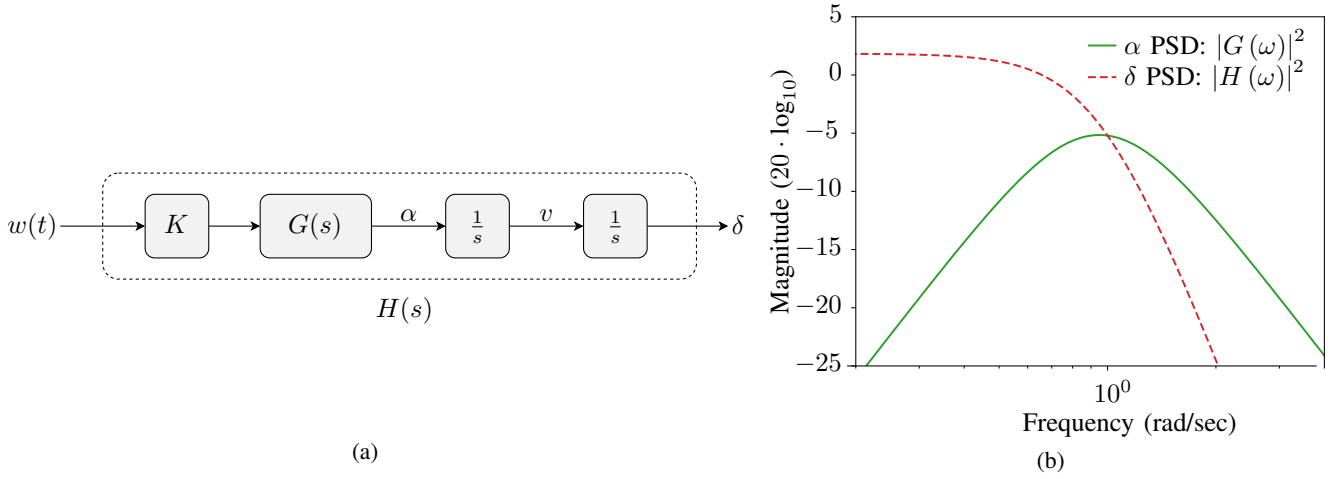 w(t)
K
G(s)
α
1/s
v
1/s
δ
H(s)
(a)
5
0
−5
−10
−15
−20
−25
Magnitude (20 · log₁₀)
α PSD: |G (ω)|²
δ PSD: |H (ω)|²
10⁰
Frequency (rad/sec)
(b)